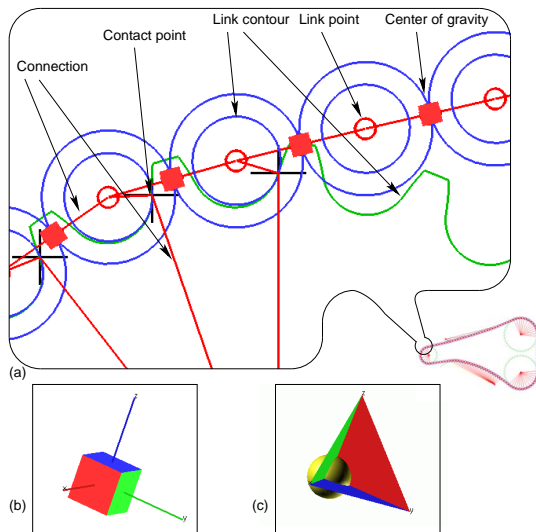 Link contour
Link point
Center of gravity
Contact point
Connection
(a)
z
x
y
(b)
z
x
y
(c)